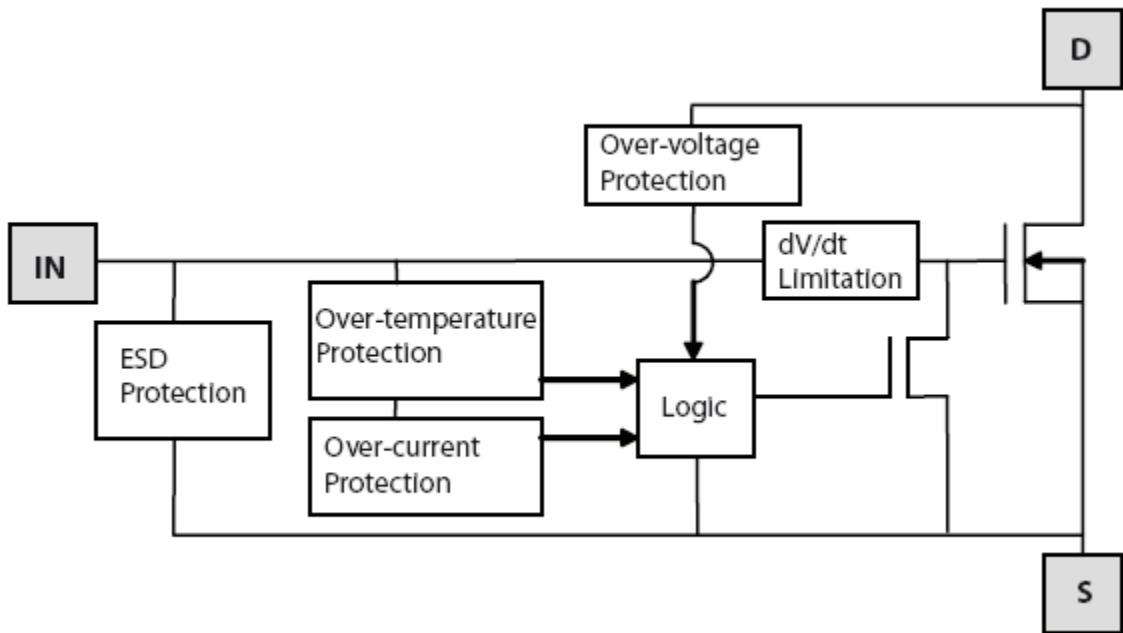 D
Over-voltage
Protection
IN
dV/dt
Limitation
Over-temperature
Protection
ESD
Protection
Logic
Over-current
Protection
S